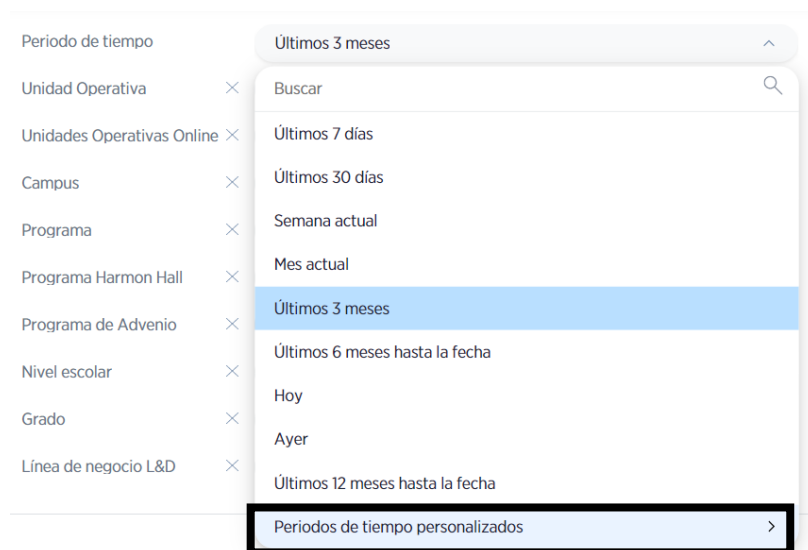 Periodo de tiempo
Últimos 3 meses
Unidad Operativa
Buscar
Unidades Operativas Online
Últimos 7 días
Campus
Últimos 30 días
Programa
Semana actual
Programa Harmon Hall
Mes actual
Programa de Advenio
Últimos 3 meses
Nivel escolar
Últimos 6 meses hasta la fecha
Grado
Hoy
Línea de negocio L&D
Ayer
Últimos 12 meses hasta la fecha
Periodos de tiempo personalizados